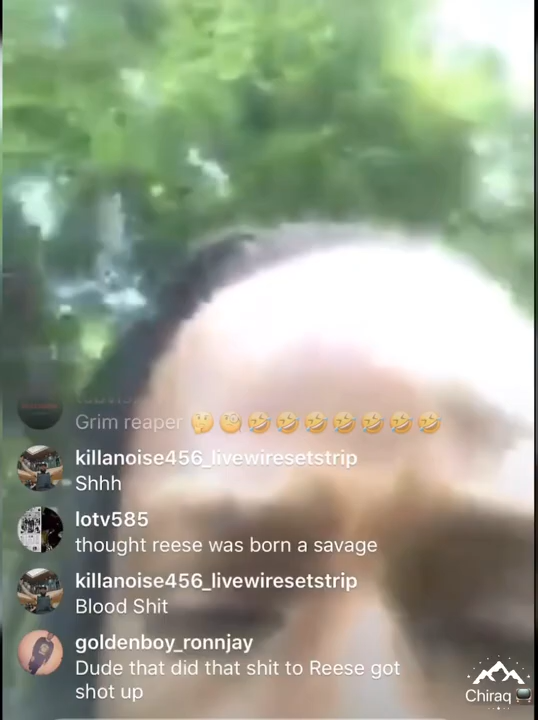 Grim reaper 🤔🧐🤣🤣🤣🤣🤣🤣🤣
killanoise456_livewiresetstrip
Shhh
lotv585
thought reese was born a savage
killanoise456_livewiresetstrip
Blood Shit
goldenboy_ronnjay
Dude that did that shit to Reese got
shot up
Chiraq 📺